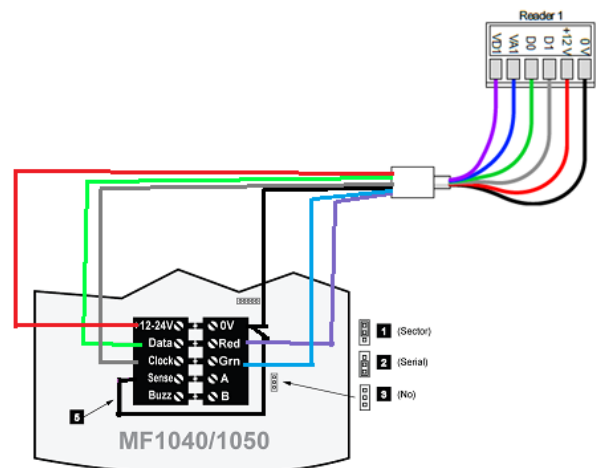 Reader 1
VD1 VA1 D0 D1 +12V 0V
12-24V 0V
Data Red
Clock Grn
Sense A
Buzz B
1 (Sector)
2 (Serial)
3 (No)
5
MF1040/1050